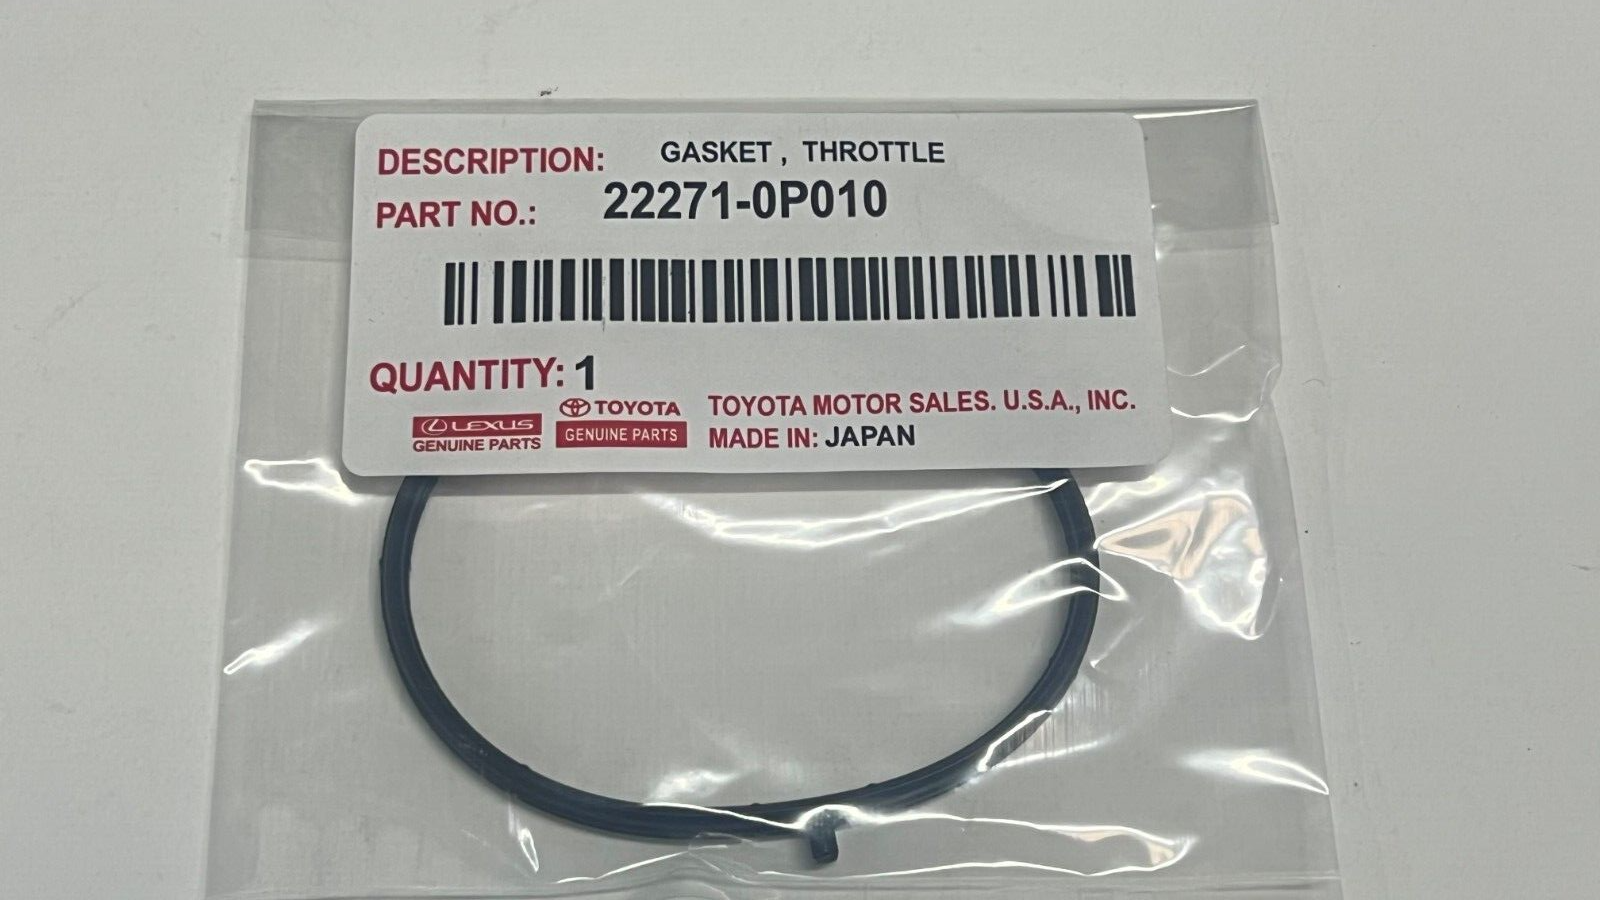 DESCRIPTION: GASKET , THROTTLE
PART NO.: 22271-0P010
QUANTITY: 1
LEXUS
GENUINE PARTS
TOYOTA
GENUINE PARTS
TOYOTA MOTOR SALES. U.S.A., INC.
MADE IN: JAPAN